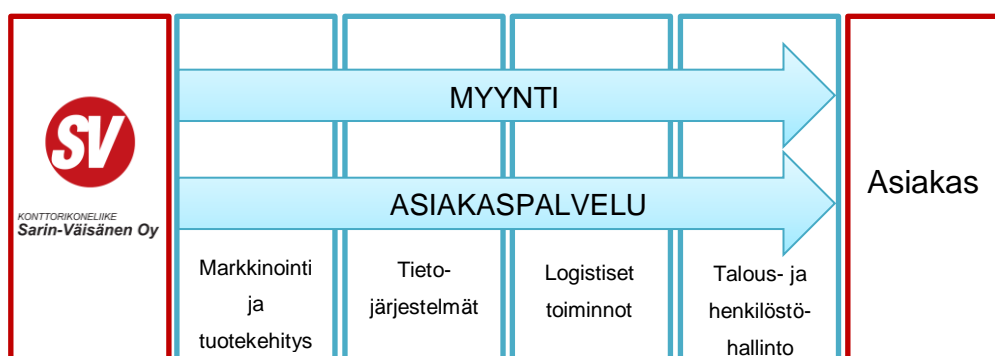 SV
KONTTORIKONELIIKE
Sarin-Väisänen Oy
MYYNTI
ASIAKASPALVELU
Markkinointi
ja
tuotekehitys
Tieto-
järjestelmät
Logistiset
toiminnot
Talous- ja
henkilöstö-
hallinto
Asiakas